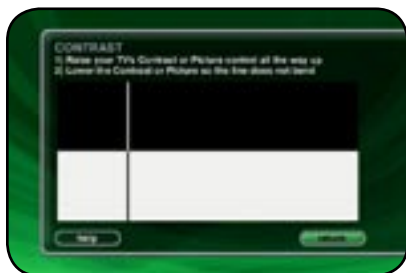 CONTRAST
1) Raise your TV's Contrast or Picture control all the way up
2) Lower the Contrast or Picture so the line does not bend
help
return